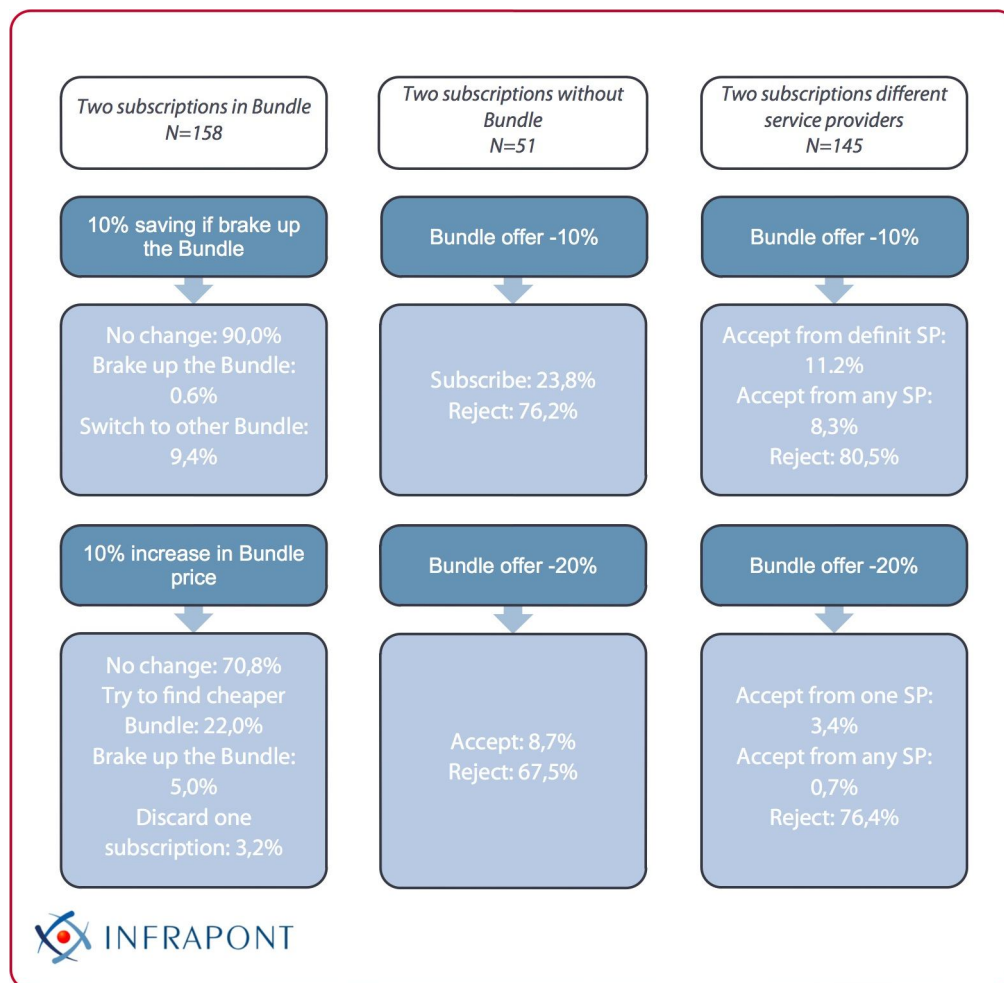 Two subscriptions in Bundle
N=158
Two subscriptions without
Bundle
N=51
Two subscriptions different
service providers
N=145
10% saving if brake up
the Bundle
Bundle offer -10%
Bundle offer -10%
No change: 90,0%
Brake up the Bundle:
0.6%
Switch to other Bundle:
9,4%
Subscribe: 23,8%
Reject: 76,2%
Accept from definit SP:
11.2%
Accept from any SP:
8,3%
Reject: 80,5%
10% increase in Bundle
price
Bundle offer -20%
Bundle offer -20%
No change: 70,8%
Try to find cheaper
Bundle: 22,0%
Brake up the Bundle:
5,0%
Discard one
subscription: 3,2%
Accept: 8,7%
Reject: 67,5%
Accept from one SP:
3,4%
Accept from any SP:
0,7%
Reject: 76,4%
INFRAPONT